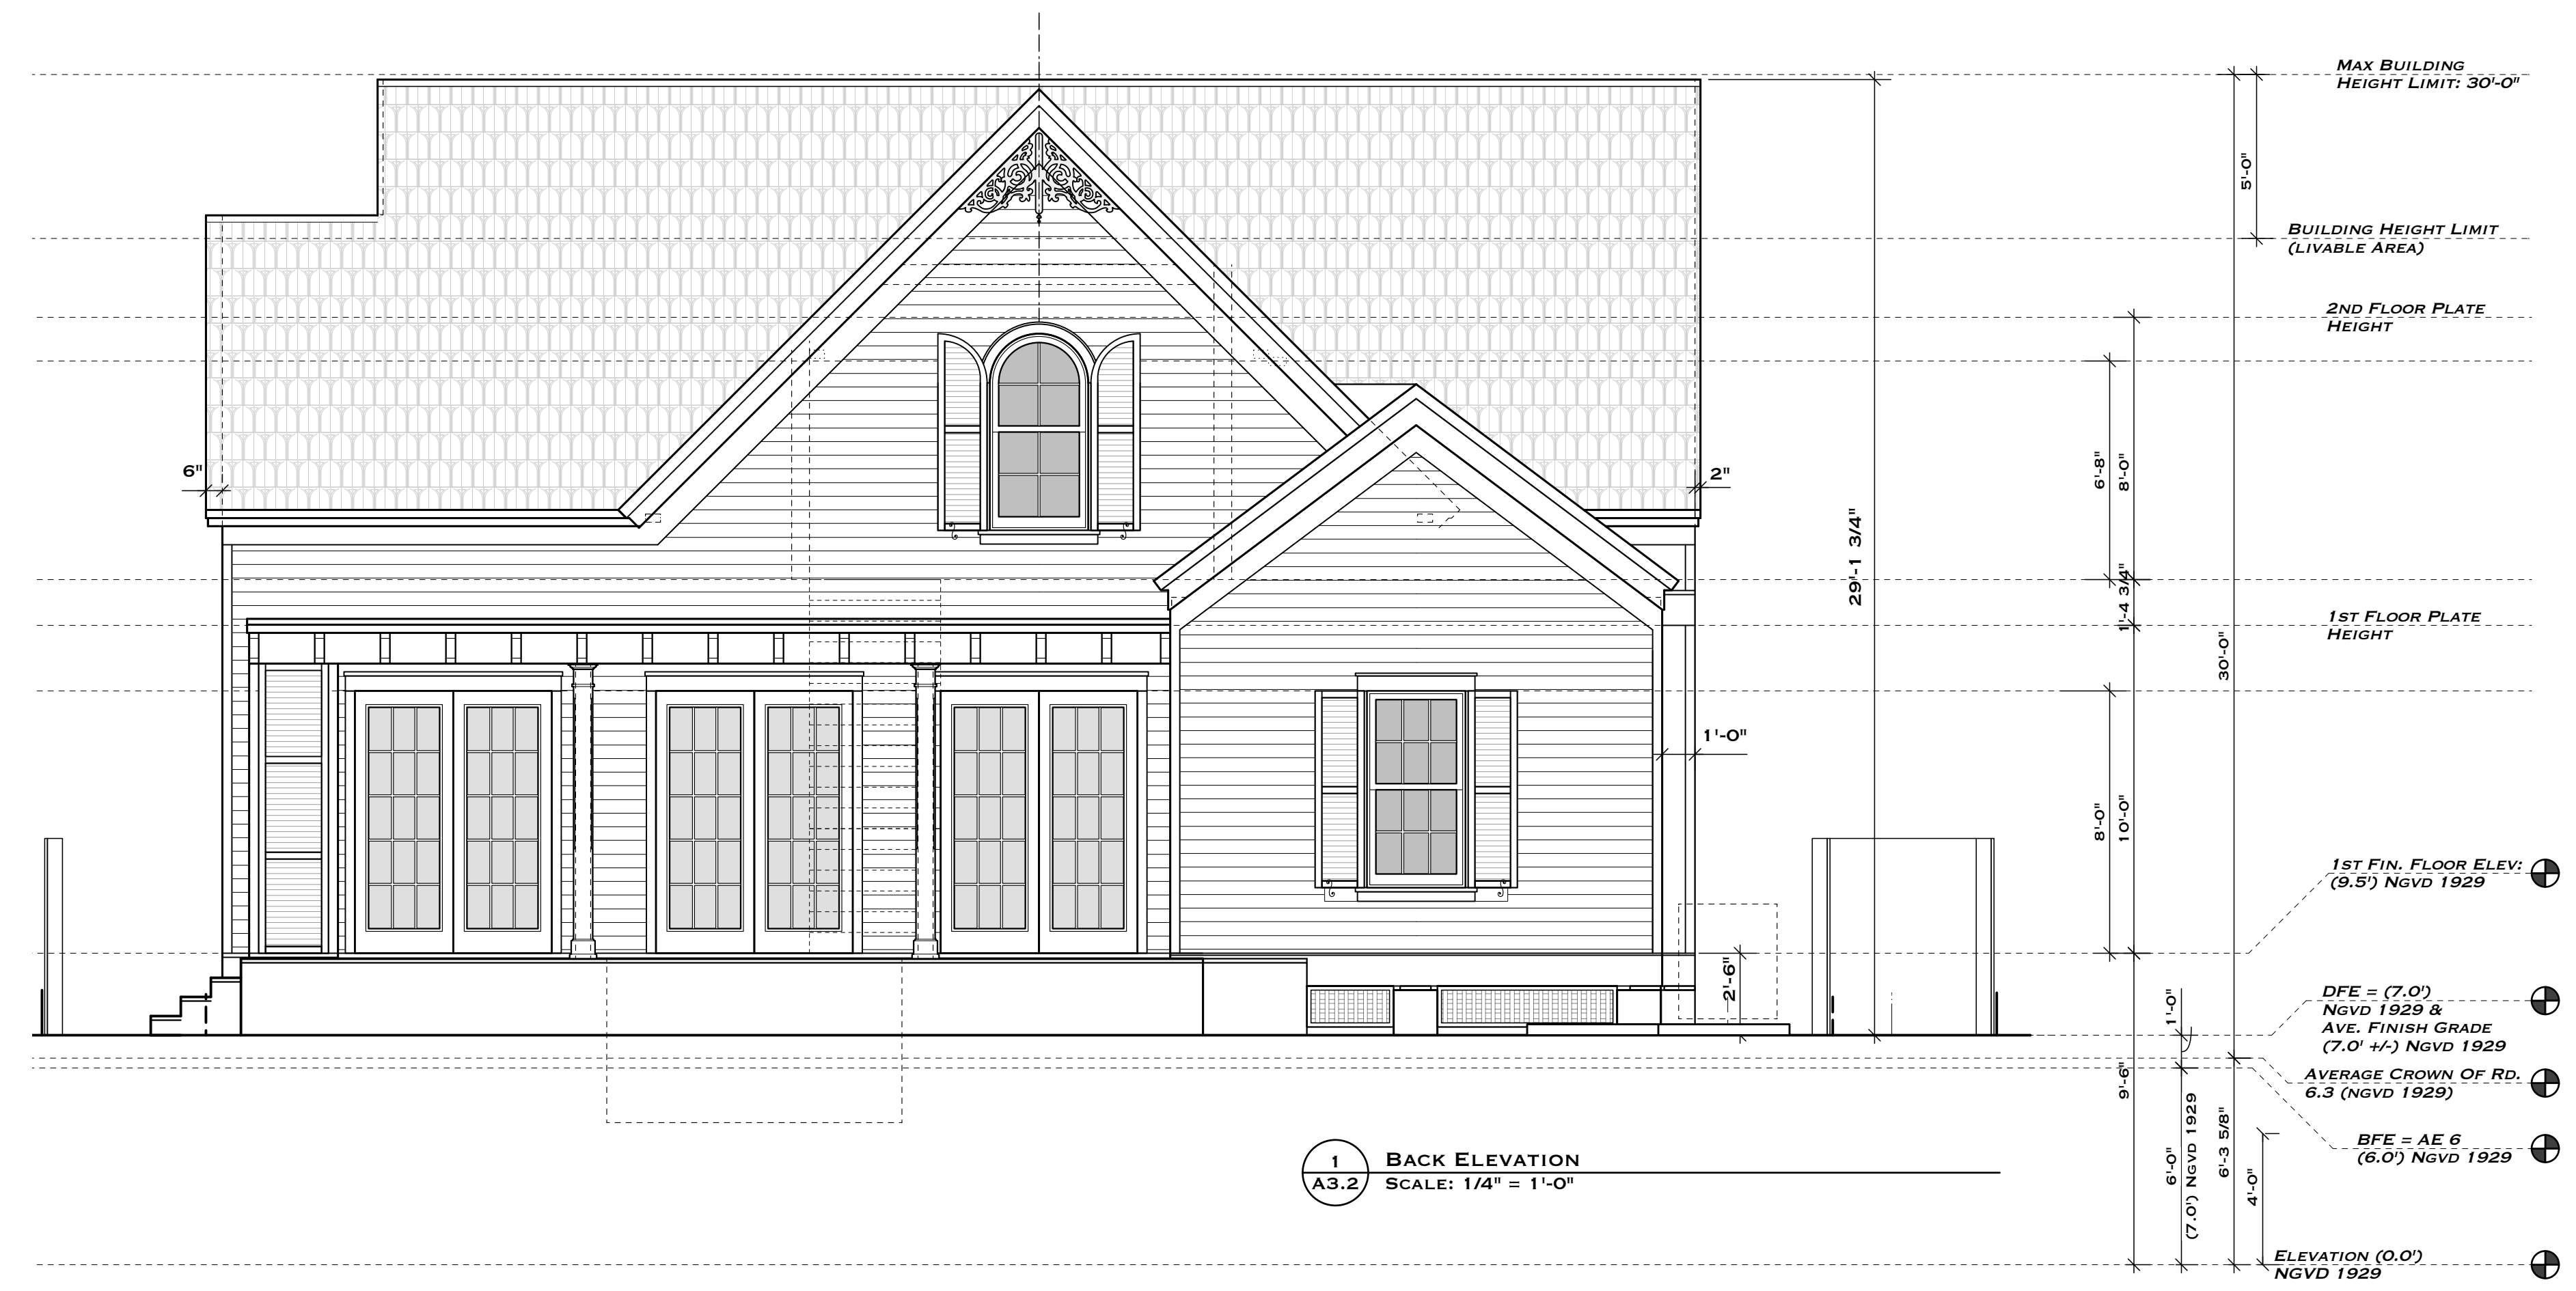 MAX BUILDING
HEIGHT LIMIT: 30'-0"
5'-0"
BUILDING HEIGHT LIMIT
(LIVABLE AREA)
2ND FLOOR PLATE
HEIGHT
6"
2"
6'-8"
8'-0"
29'-1 3/4"
1'-4 3/4"
1ST FLOOR PLATE
HEIGHT
30'-0"
1'-0"
8'-0"
10'-0"
1ST FIN. FLOOR ELEV:
(9.5') NGVD 1929
2'-6"
1'-0"
DFE = (7.0')
NGVD 1929 &
AVE. FINISH GRADE
(7.0' +/-) NGVD 1929
9'-6"
AVERAGE CROWN OF RD.
6.3 (NGVD 1929)
6'-0"
(7.0') NGVD 1929
6'-3 5/8"
4'-0"
BFE = AE 6
(6.0') NGVD 1929
1
A3.2
BACK ELEVATION
SCALE: 1/4" = 1'-0"
ELEVATION (0.0')
NGVD 1929